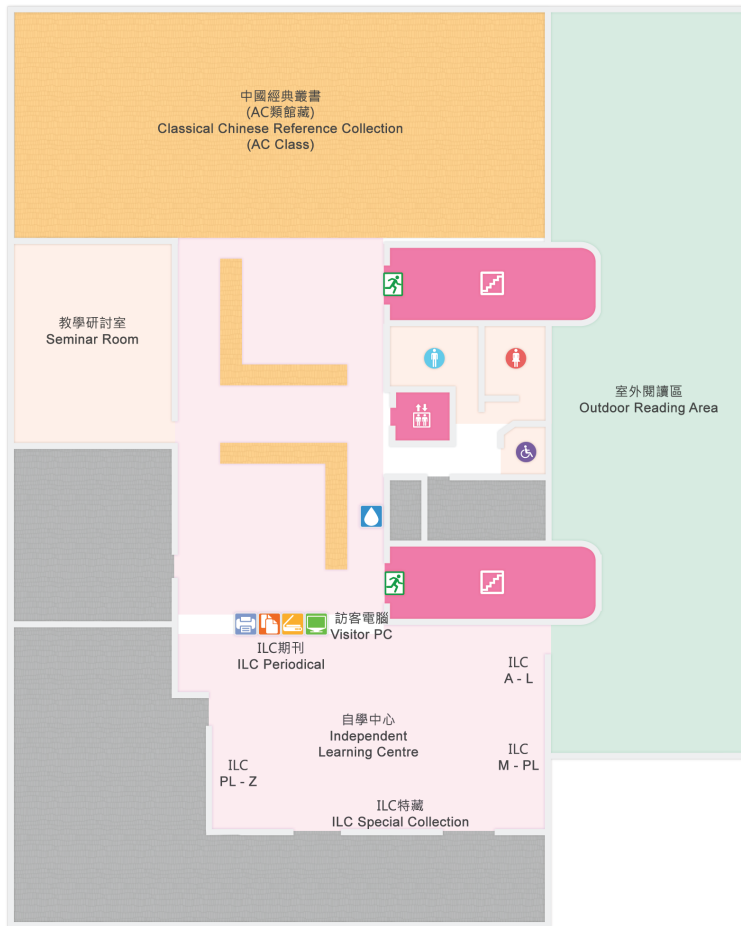 中國經典叢書
(AC類館藏)
Classical Chinese Reference Collection
(AC Class)
教學研討室
Seminar Room
室外閱讀區
Outdoor Reading Area
訪客電腦
Visitor PC
ILC期刊
ILC Periodical
ILC
A - L
自學中心
Independent
Learning Centre
ILC
M - PL
ILC
PL - Z
ILC特藏
ILC Special Collection